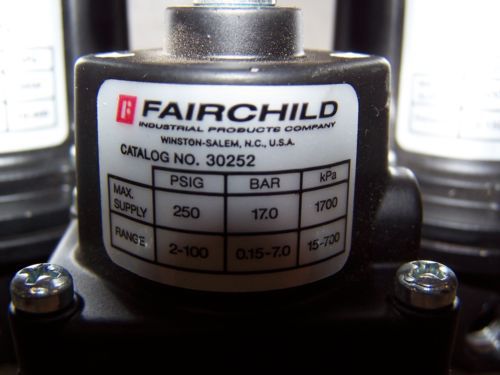 FAIRCHILD
INDUSTRIAL PRODUCTS COMPANY
WINSTON-SALEM, N.C., U.S.A.
CATALOG NO. 30252
PSIG BAR kPa
MAX. SUPPLY 250 17.0 1700
RANGE 2-100 0.15-7.0 15-700